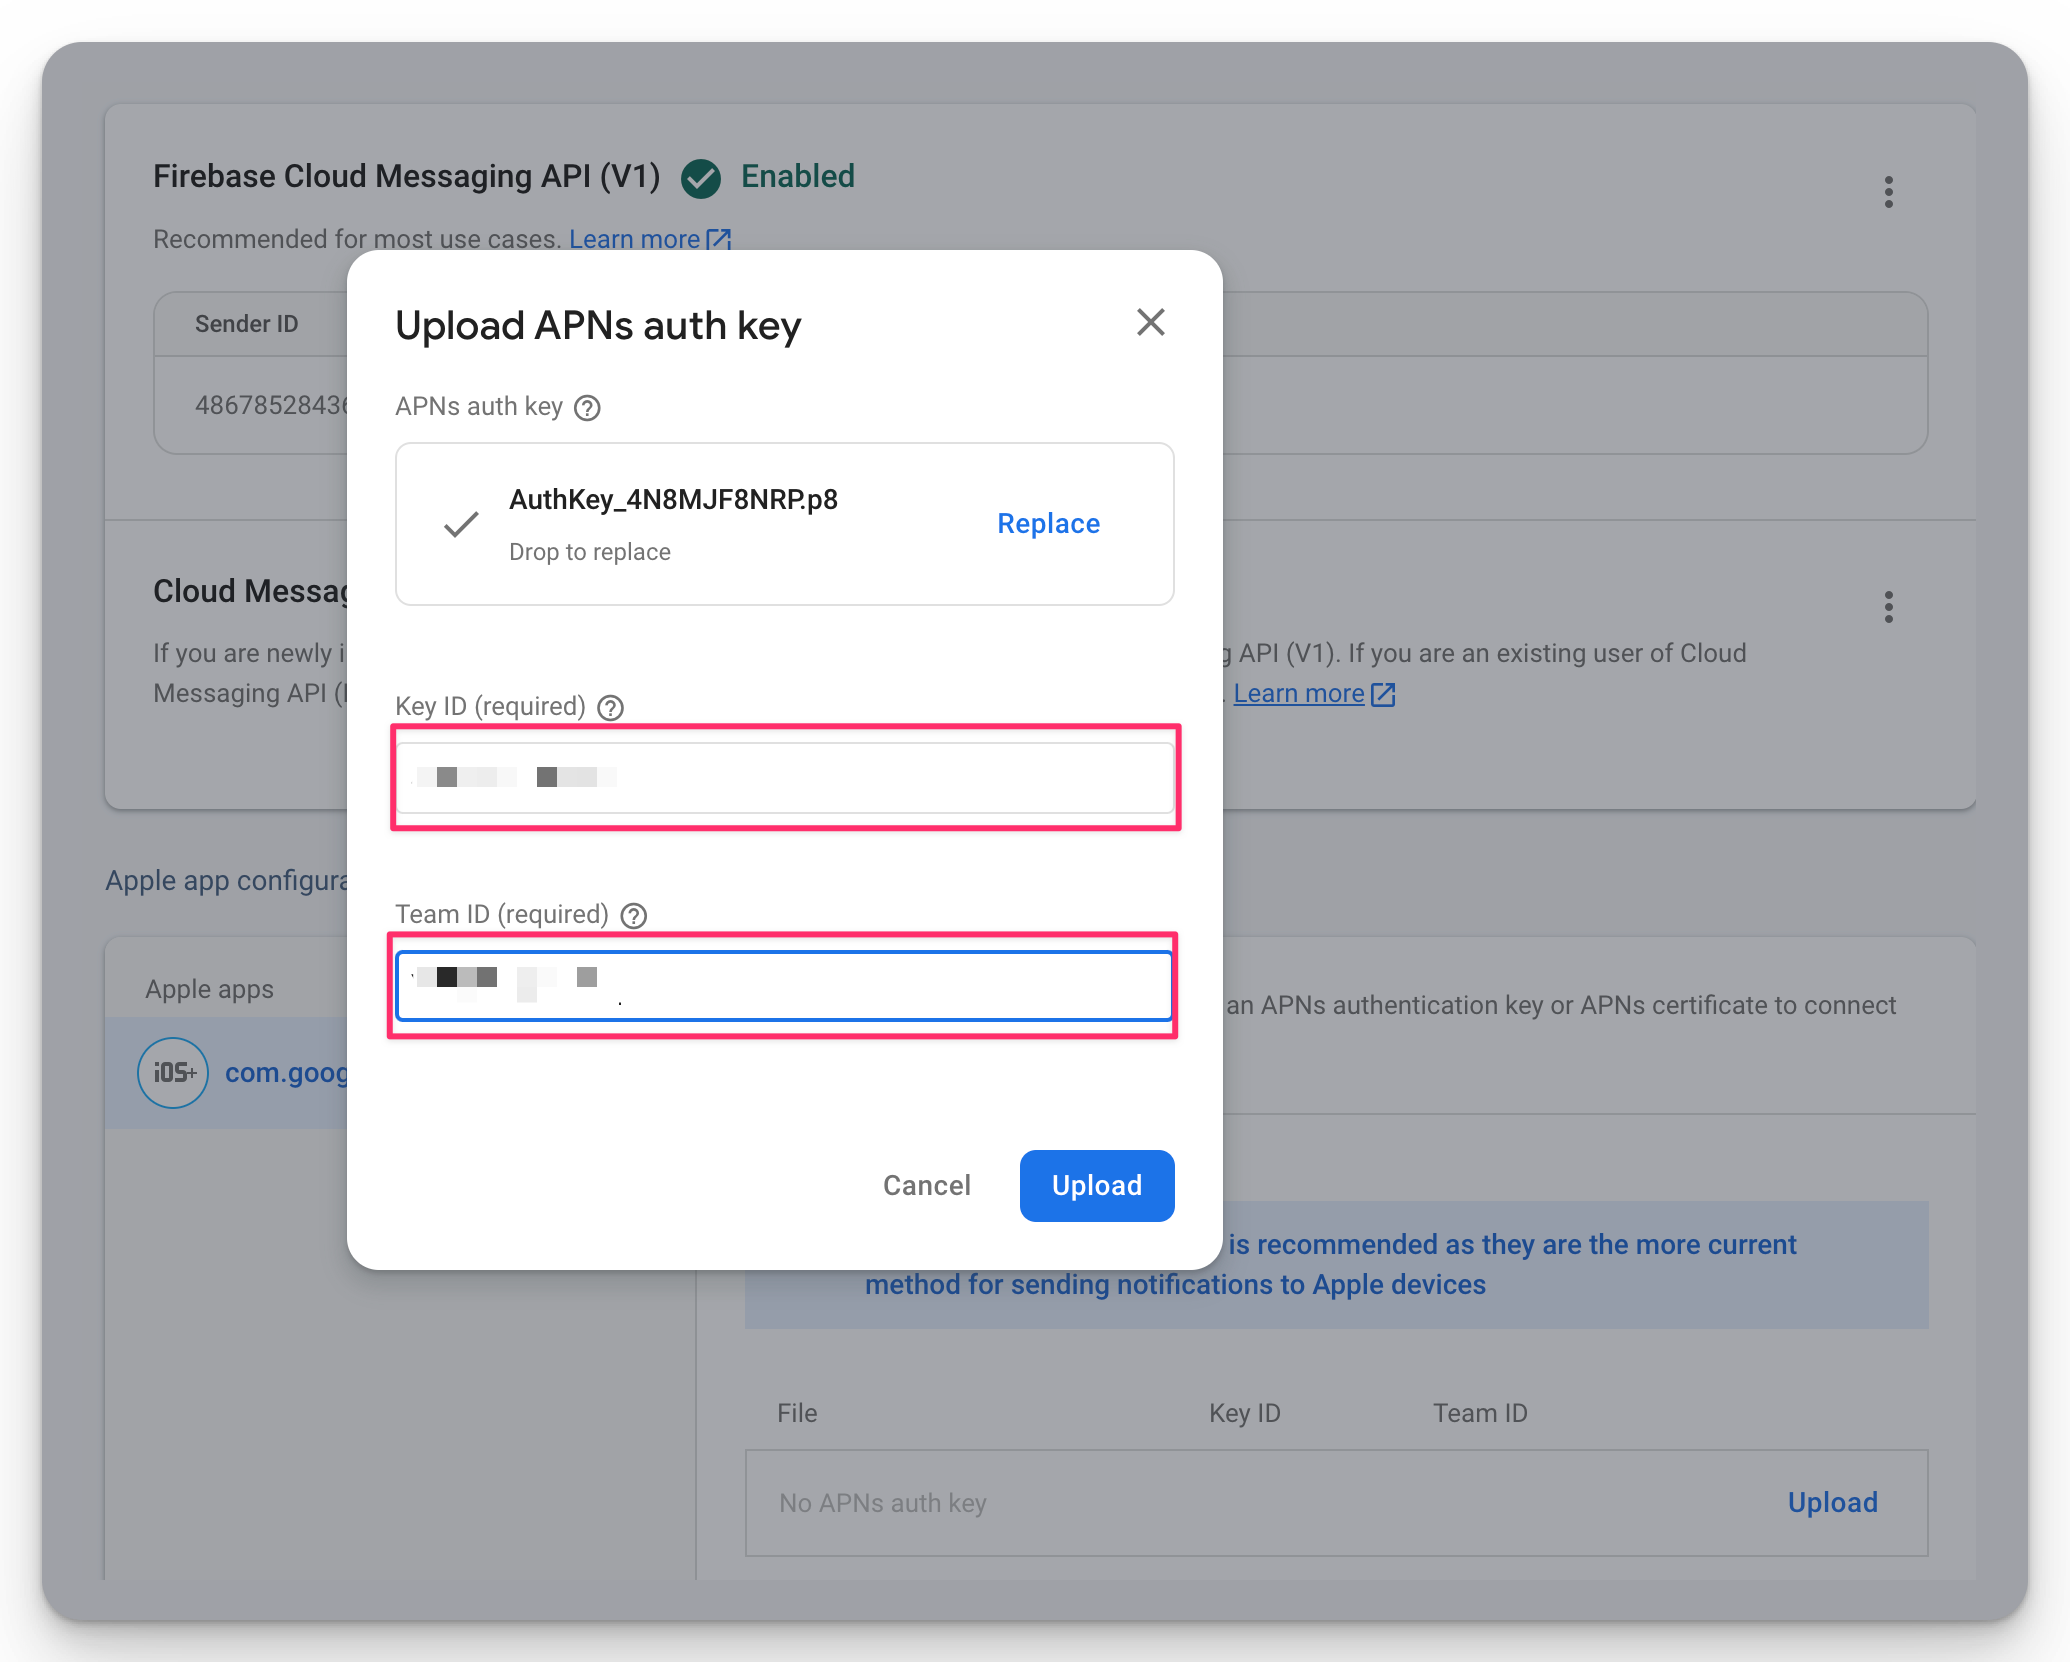 Firebase Cloud Messaging API (V1) Enabled
Recommended for most use cases. Learn more
Sender ID
48678528436
Cloud Messag
If you are newly i
g API (V1). If you are an existing user of Cloud
Messaging API (
. Learn more
Upload APNs auth key
APNs auth key
AuthKey_4N8MJF8NRP.p8
Drop to replace
Replace
Key ID (required)
Team ID (required)
Cancel
Upload
Apple app configura
Apple apps
iOS+
com.goog
an APNs authentication key or APNs certificate to connect
is recommended as they are the more current
method for sending notifications to Apple devices
File
Key ID
Team ID
No APNs auth key
Upload